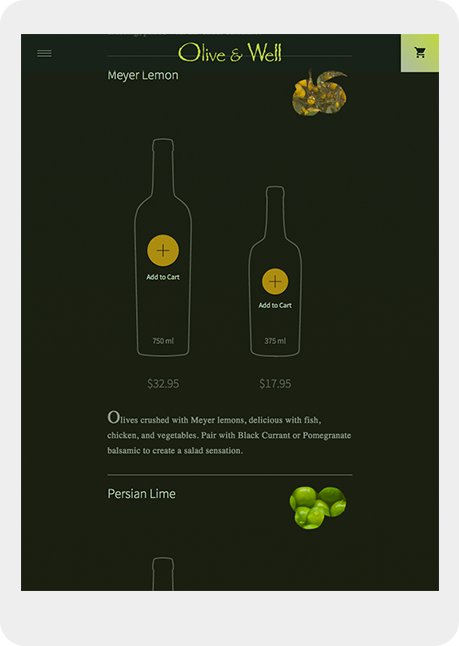 Olive & Well
Meyer Lemon
Add to Cart
Add to Cart
750 ml
375 ml
$32.95
$17.95
Olives crushed with Meyer lemons, delicious with fish,
chicken, and vegetables. Pair with Black Currant or Pomegranate
balsamic to create a salad sensation.
Persian Lime